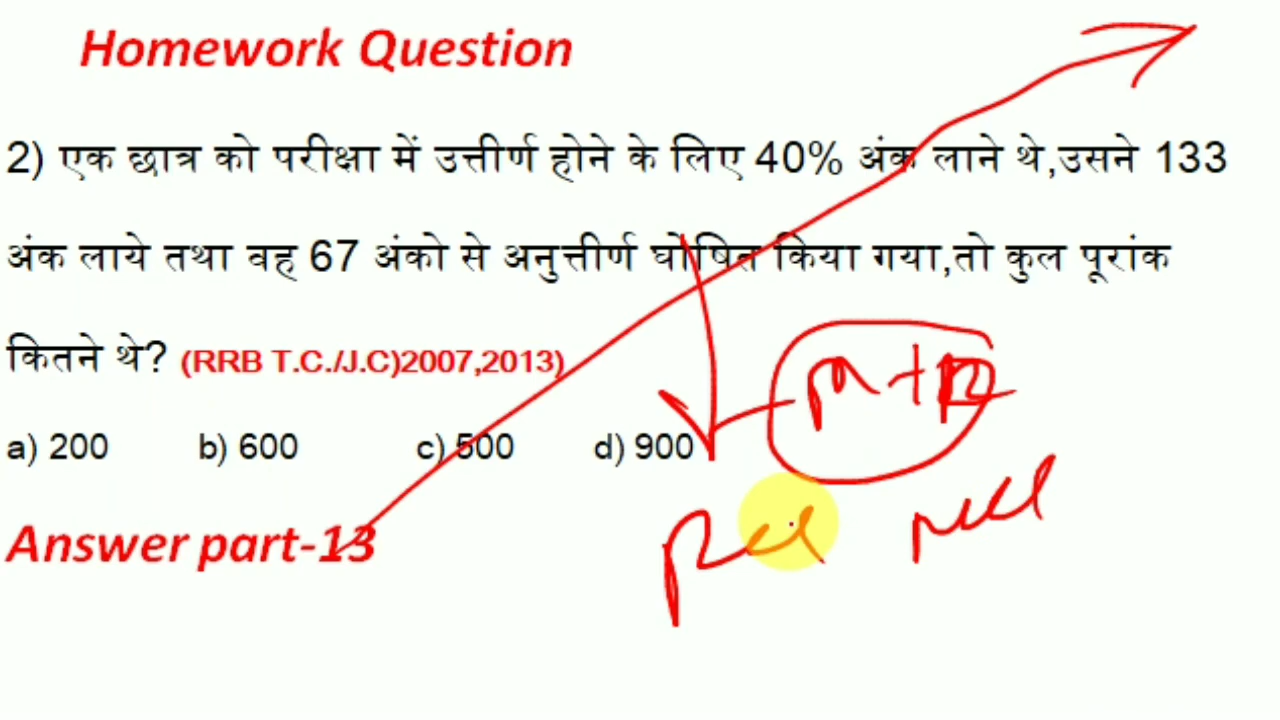 Homework Question
2) एक छात्र को परीक्षा में उत्तीर्ण होने के लिए 40% अंक लाने थे,उसने 133
अंक लाये तथा वह 67 अंको से अनुत्तीर्ण घोषित किया गया,तो कुल पूरांक
कितने थे? (RRB T.C./J.C)2007,2013)
a) 200 b) 600 c) 500 d) 900
Answer part-13